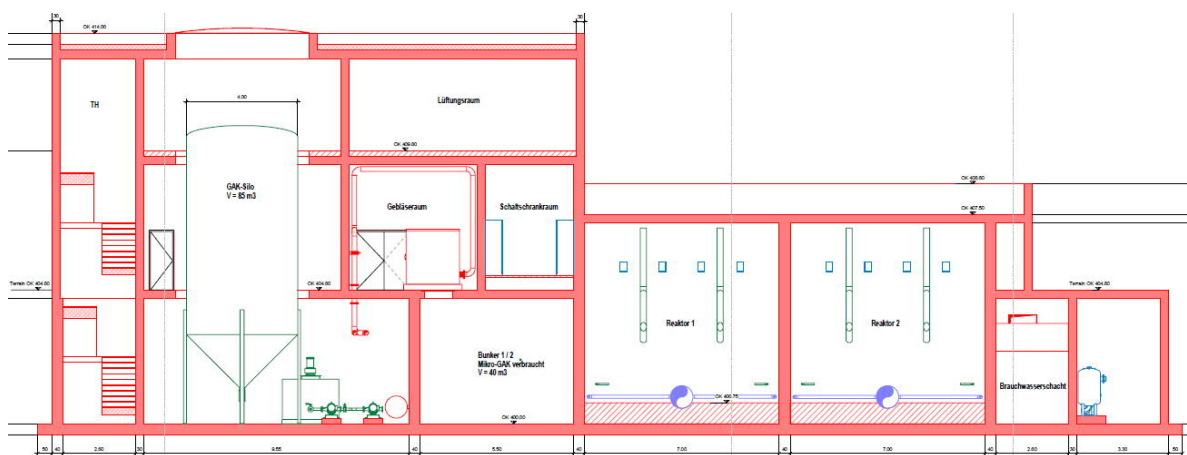 30
30
OK 414.00
TH
4.00
Lüftungsraum
OK 409.00
GAK-Silo
V = 85 m3
Gebläseraum
Schaltschrankraum
OK 408.60
OK 407.50
Terrain OK 404.60
OK 404.60
Terrain OK 404.60
Reaktor 1
Reaktor 2
Bunker 1 / 2
Mikro-GAK verbraucht
V = 40 m3
Brauchwasserschacht
OK 400.75
OK 400.00
50 40 2.60 30 9.55 40 5.50 40 7.00 40 7.00 40 2.60 30 3.30 50